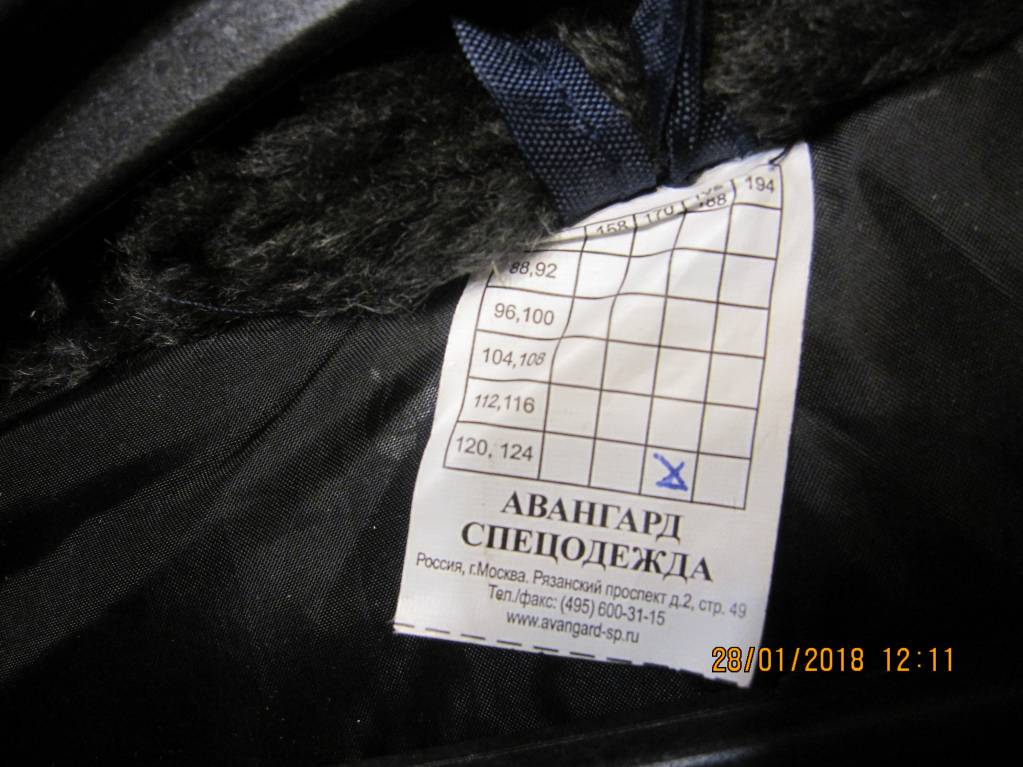 158 170 182 194
188
88,92
96,100
104,108
112,116
120, 124
АВАНГАРД
СПЕЦОДЕЖДА
Россия, г.Москва. Рязанский проспект д.2, стр. 49
Тел./факс: (495) 600-31-15
www.avangard-sp.ru
28/01/2018 12:11